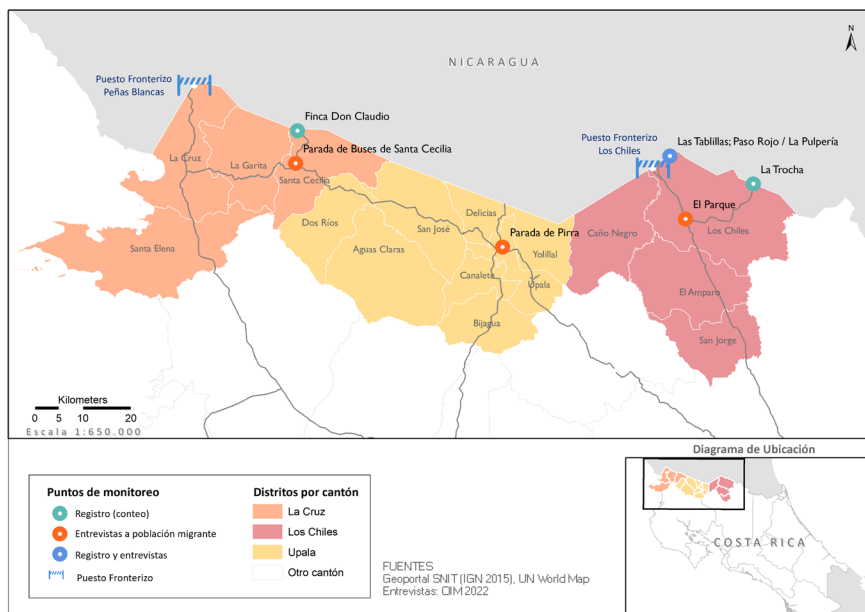 NICARAGUA
Puesto Fronterizo
Peñas Blancas
Finca Don Claudio
Parada de Buses de Santa Cecilia
La Cruz
La Garita
Santa Cecilia
Santa Elena
Dos Ríos
Aguas Claras
San José
Delicias
Parada de Pirra
Yolillal
Canalete
Upala
Bijagua
Puesto Fronterizo
Los Chiles
Las Tablillas; Paso Rojo / La Pulpería
La Trocha
El Parque
Caño Negro
Los Chiles
El Amparo
San Jorge
N
Kilometers
0 5 10 20
Escala 1:650.000
Puntos de monitoreo
Registro (conteo)
Entrevistas a población migrante
Registro y entrevistas
Puesto Fronterizo
Distritos por cantón
La Cruz
Los Chiles
Upala
Otro cantón
FUENTES
Geoportal SNIT (IGN 2015), UN World Map
Entrevistas: OIM 2022
Diagrama de Ubicación
COSTA RICA